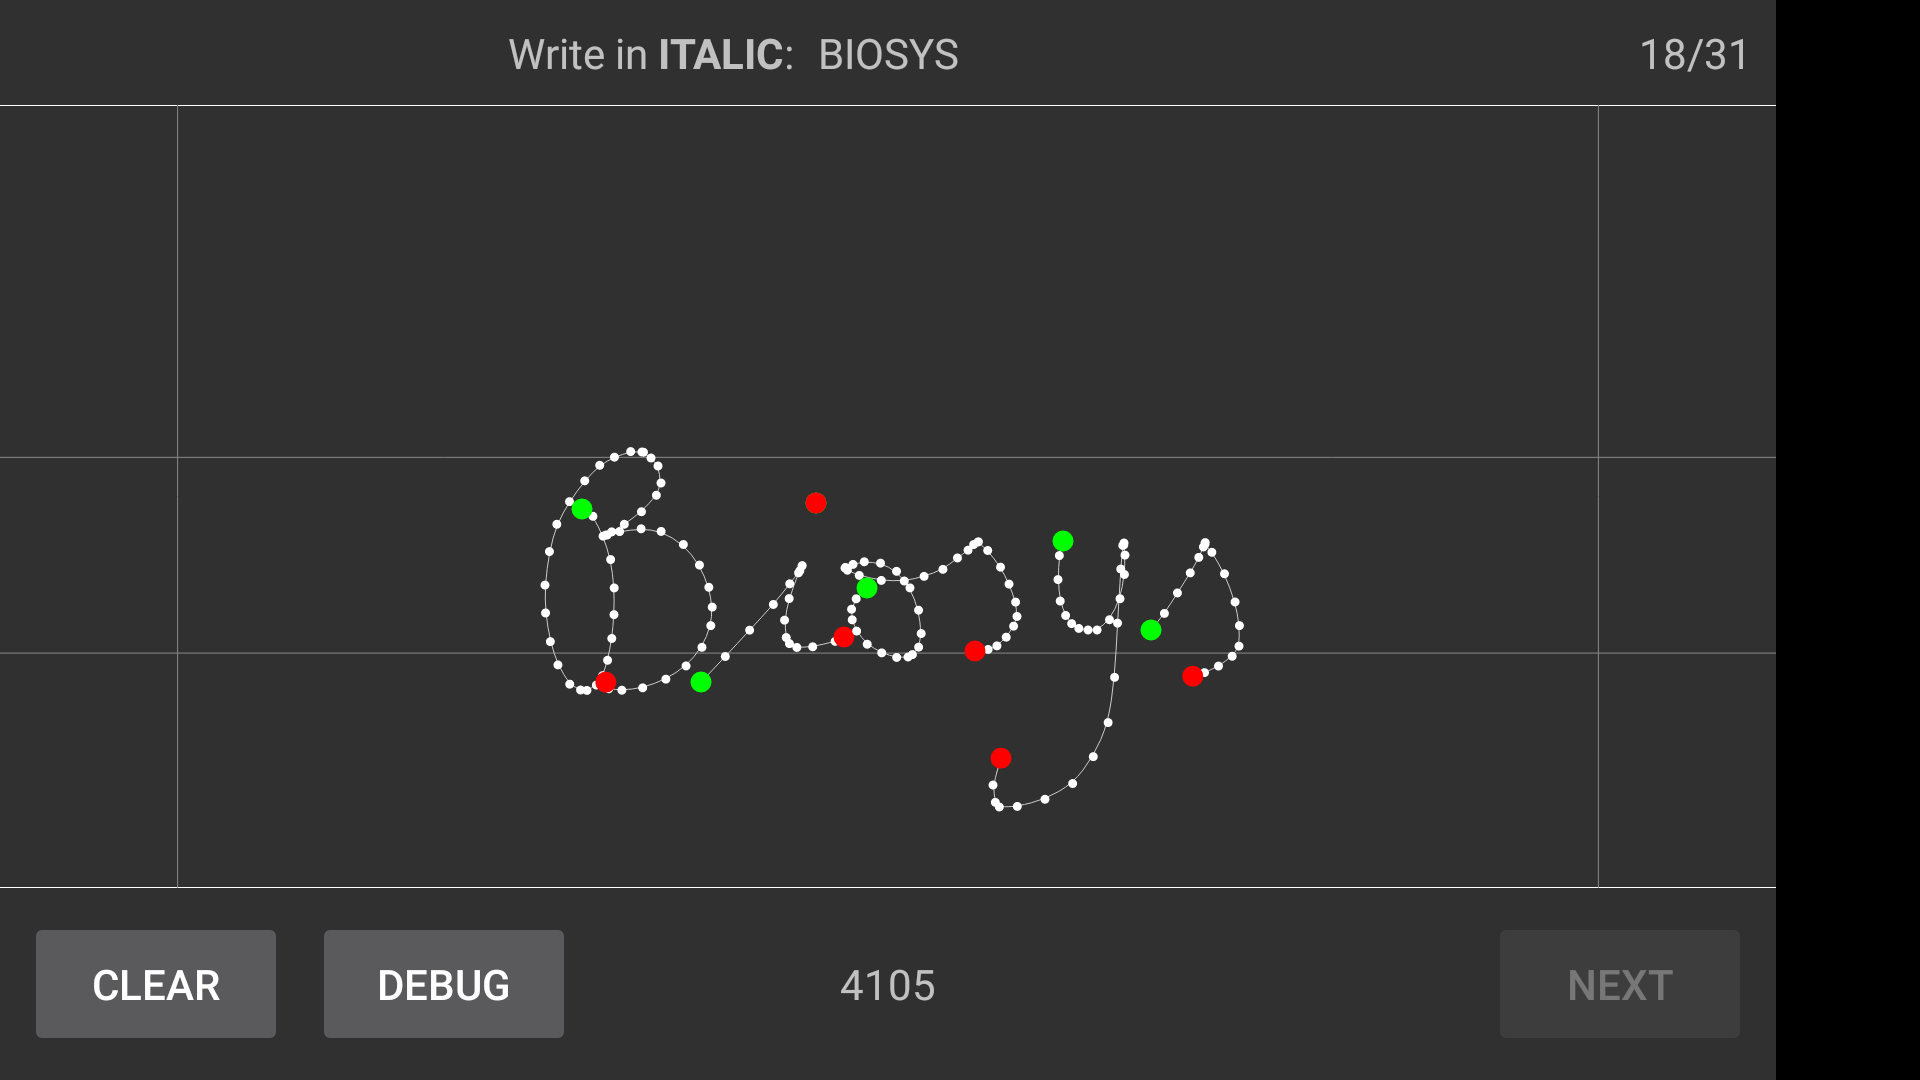 Write in ITALIC: BIOSYS
18/31
Biosys
CLEAR
DEBUG
4105
NEXT